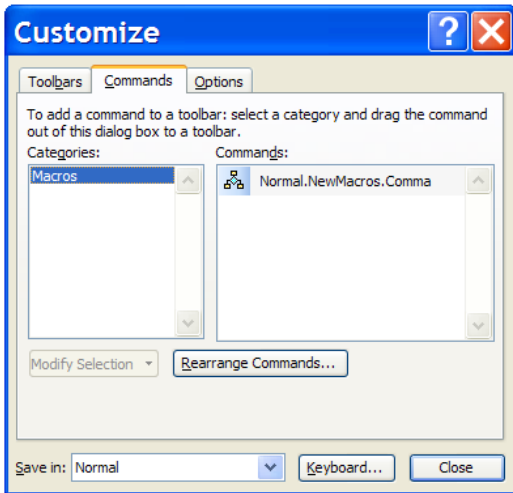 Customize
Toolbars Commands Options
To add a command to a toolbar: select a category and drag the command
out of this dialog box to a toolbar.
Categories: Commands:
Macros Normal.NewMacros.Comma
Modify Selection Rearrange Commands...
Save in: Normal Keyboard... Close